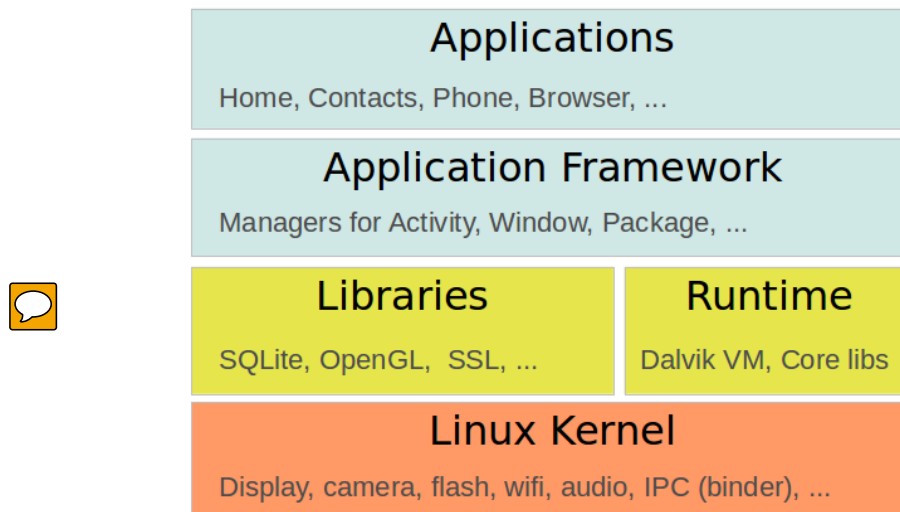 Applications
Home, Contacts, Phone, Browser, ...
Application Framework
Managers for Activity, Window, Package, ...
Libraries
SQLite, OpenGL, SSL, ...
Runtime
Dalvik VM, Core libs
Linux Kernel
Display, camera, flash, wifi, audio, IPC (binder), ...